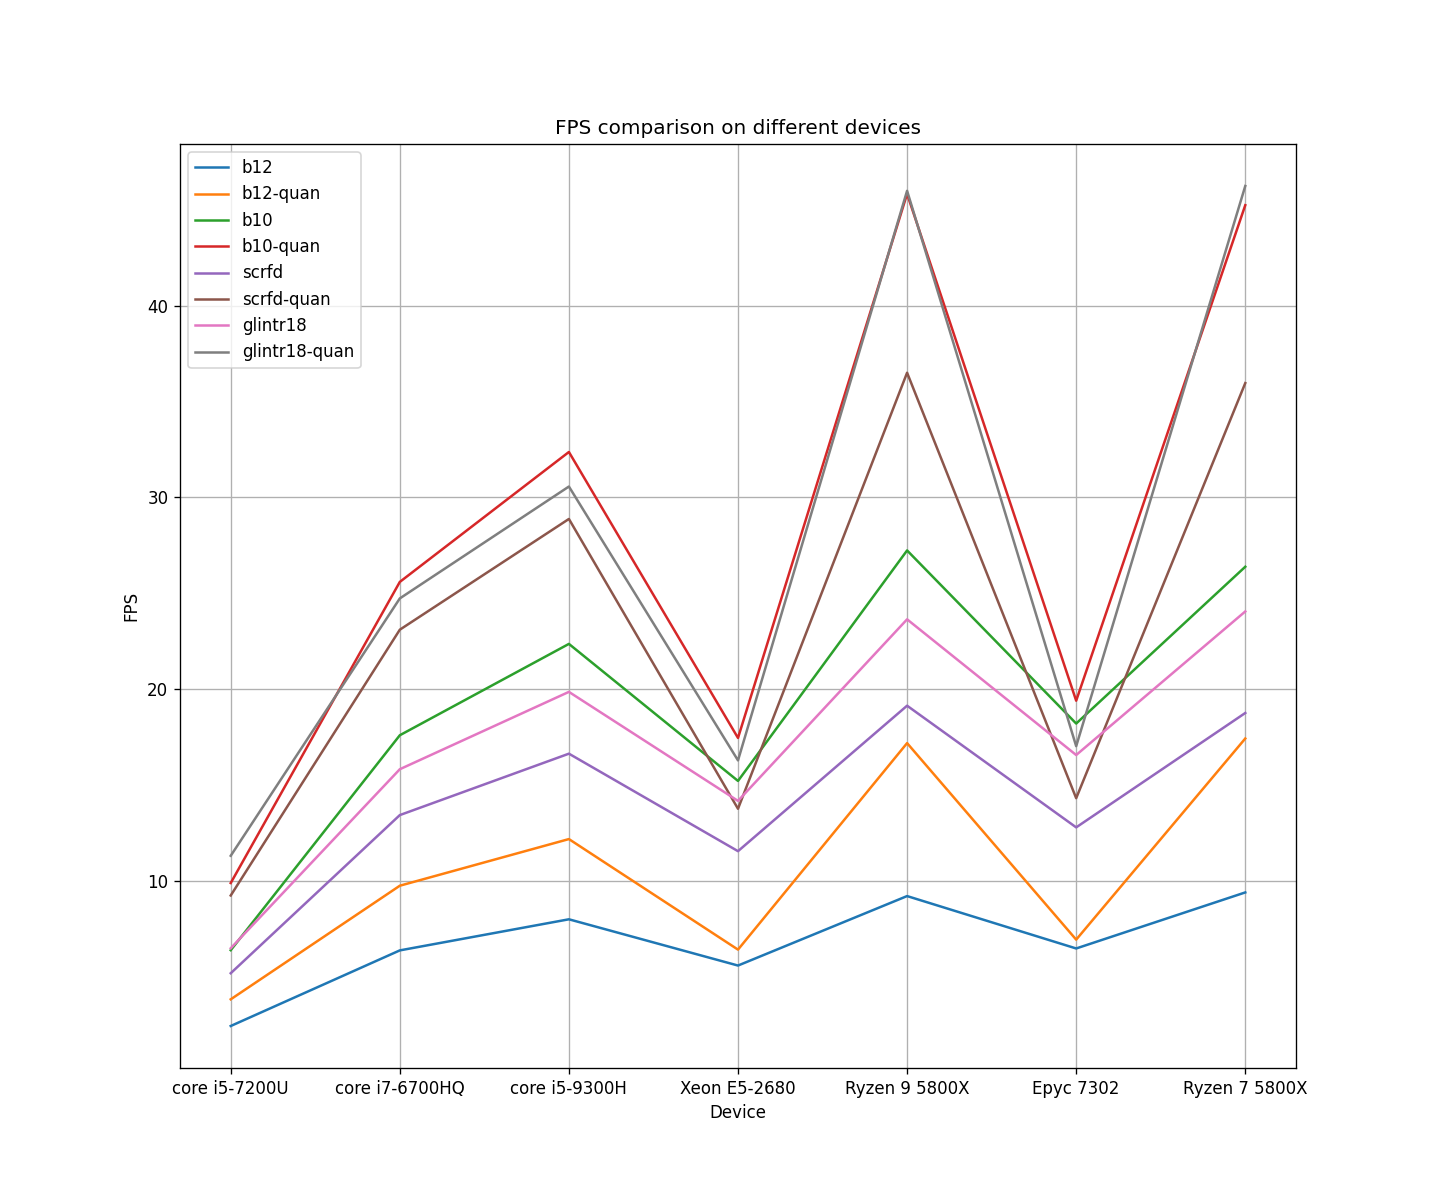 FPS comparison on different devices
b12
b12-quan
b10
b10-quan
scrfd
scrfd-quan
glintr18
glintr18-quan
40
30
20
10
FPS
core i5-7200U
core i7-6700HQ
core i5-9300H
Xeon E5-2680
Ryzen 9 5800X
Epyc 7302
Ryzen 7 5800X
Device